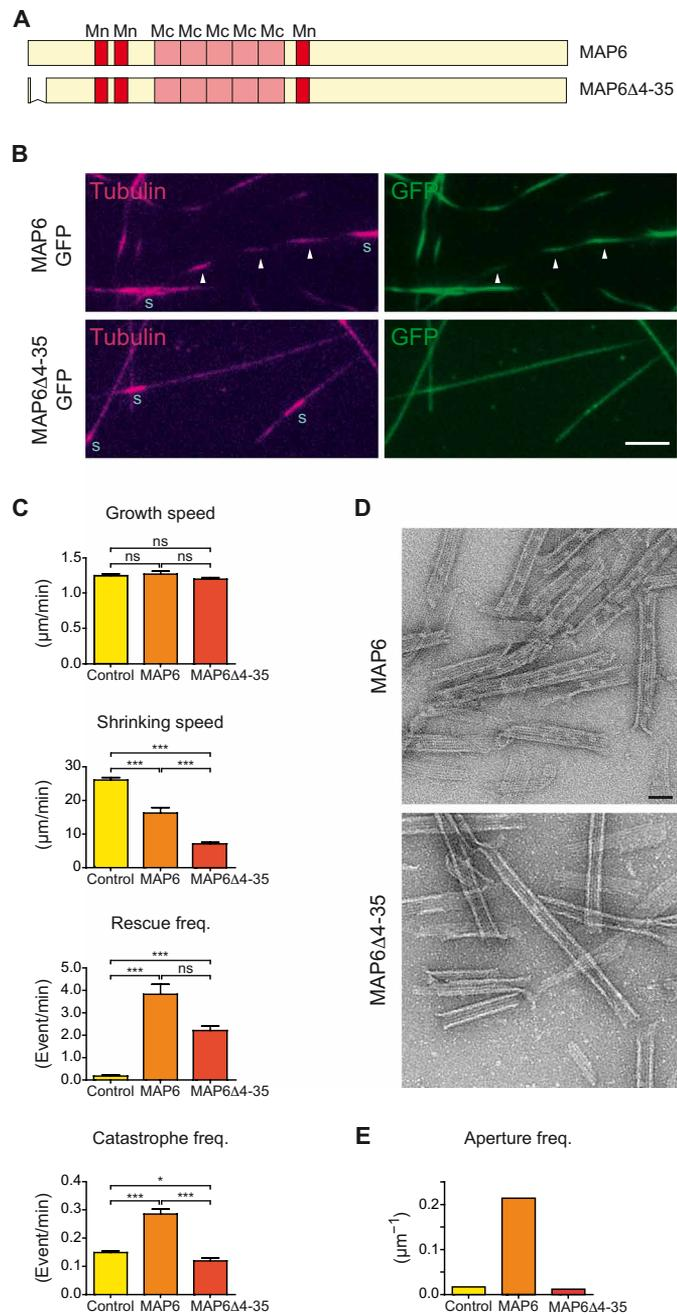 A
Mn Mn Mc Mc Mc Mc Mc Mn
MAP6
MAP6Δ4-35
B
MAP6
GFP
Tubulin
s
s
GFP
MAP6Δ4-35
GFP
Tubulin
s
s
s
GFP
C
Growth speed
ns
ns ns
(µm/min)
1.5
1.0
0.5
0.0
Control MAP6 MAP6Δ4-35
Shrinking speed
***
*** ***
(µm/min)
30
20
10
0
Control MAP6 MAP6Δ4-35
Rescue freq.
***
*** ns
(Event/min)
5.0
4.0
3.0
2.0
1.0
0.0
Control MAP6 MAP6Δ4-35
Catastrophe freq.
*
*** ***
(Event/min)
0.4
0.3
0.2
0.1
0.0
Control MAP6 MAP6Δ4-35
D
MAP6
MAP6Δ4-35
E
Aperture freq.
(µm⁻¹)
0.2
0.1
0.0
Control MAP6 MAP6Δ4-35